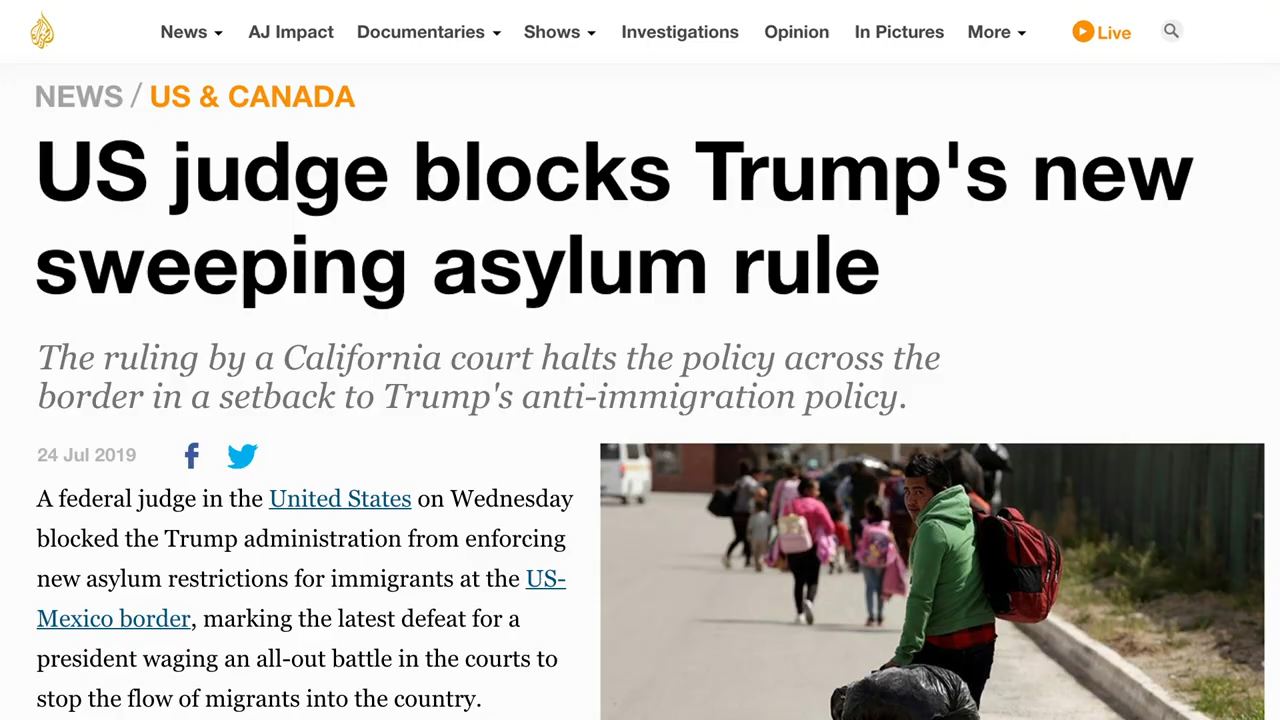 News AJ Impact Documentaries Shows Investigations Opinion In Pictures More Live
NEWS / US & CANADA
US judge blocks Trump's new
sweeping asylum rule
The ruling by a California court halts the policy across the
border in a setback to Trump's anti-immigration policy.
24 Jul 2019
A federal judge in the United States on Wednesday
blocked the Trump administration from enforcing
new asylum restrictions for immigrants at the US-
Mexico border, marking the latest defeat for a
president waging an all-out battle in the courts to
stop the flow of migrants into the country.